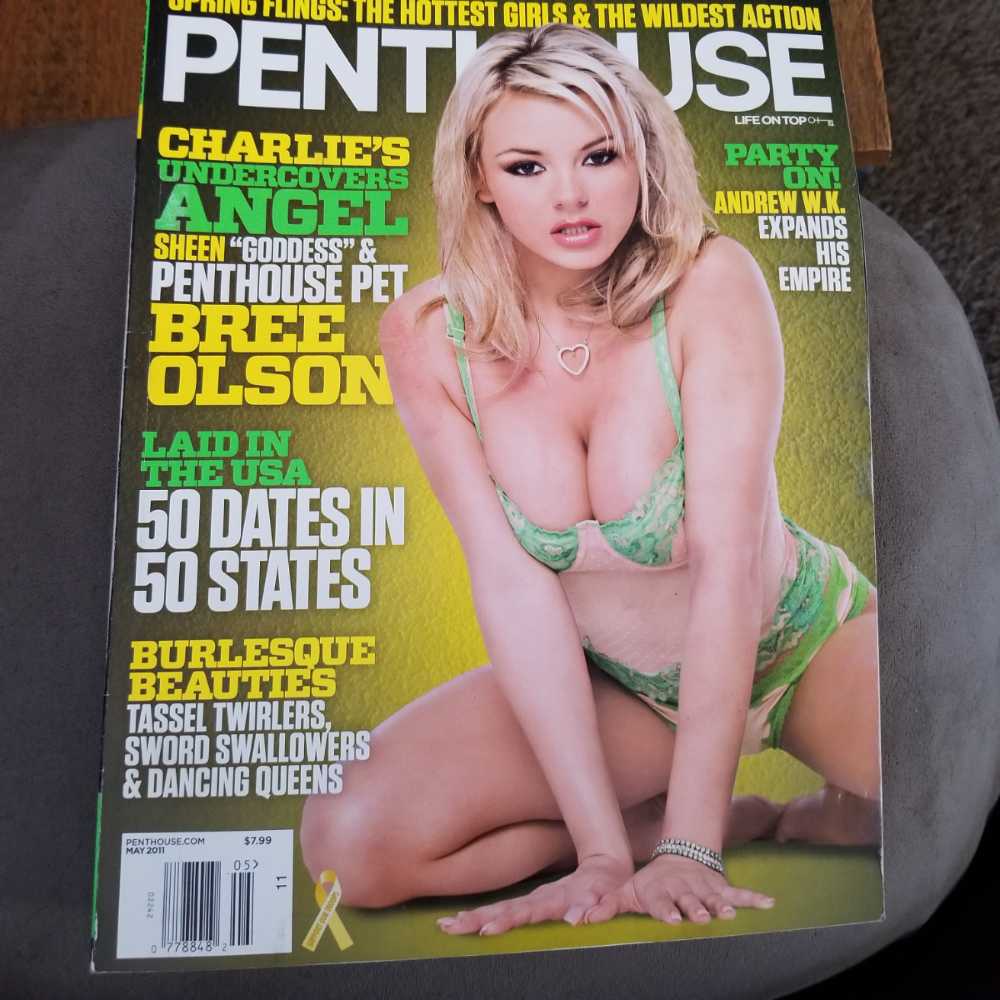 SPRING FLINGS: THE HOTTEST GIRLS & THE WILDEST ACTION
PENTHOUSE
LIFE ON TOP
CHARLIE'S
UNDERCOVERS
ANGEL
SHEEN "GODDESS" &
PENTHOUSE PET
BREE
OLSON
PARTY
ON!
ANDREW W.K.
EXPANDS
HIS
EMPIRE
LAID IN
THE USA
50 DATES IN
50 STATES
BURLESQUE
BEAUTIES
TASSEL TWIRLERS,
SWORD SWALLOWERS
& DANCING QUEENS
PENTHOUSE.COM $7.99
MAY 2011
05>
11
02242
0 778848 2